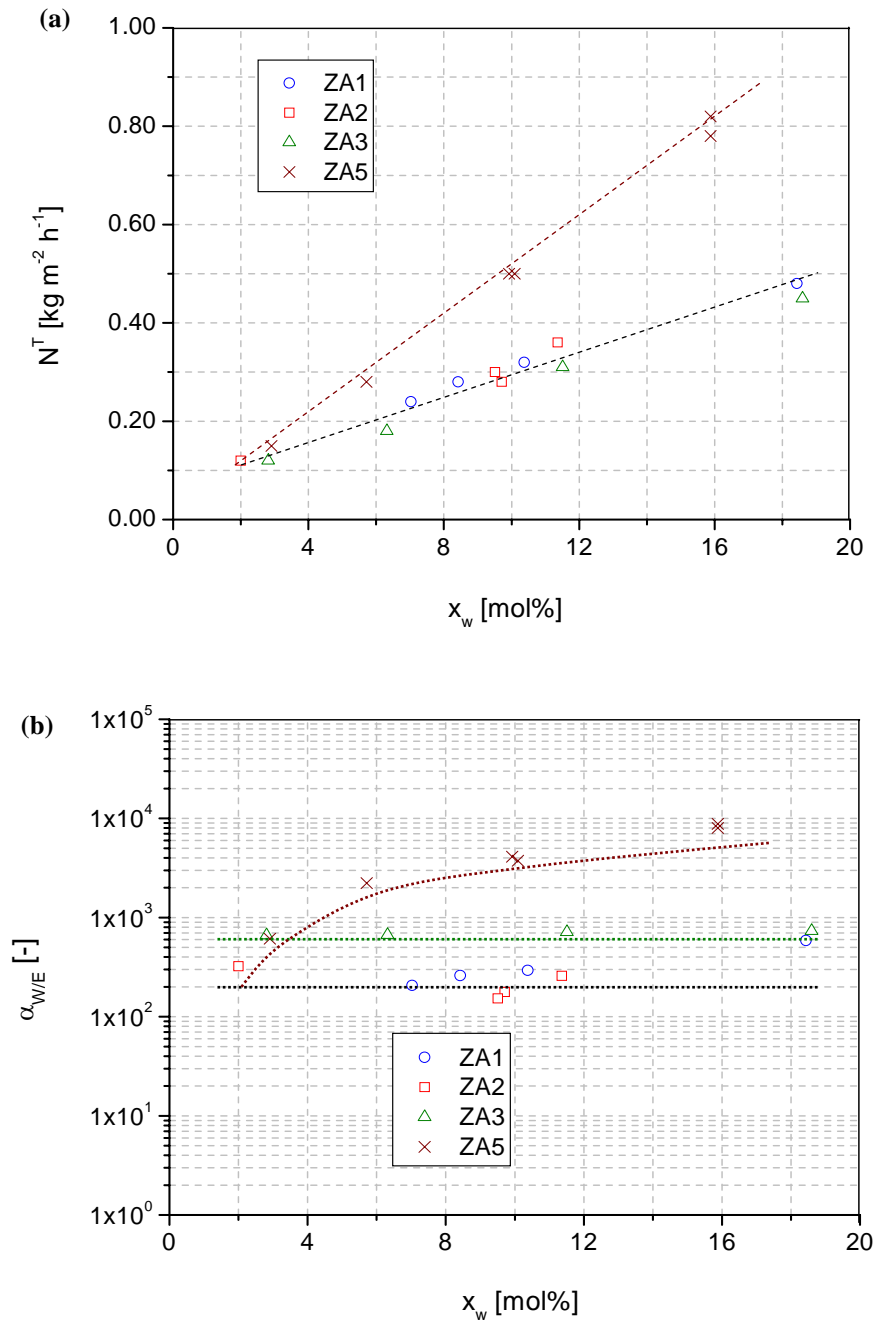 (a)
1.00
0.80
0.60
0.40
0.20
0.00
N^T [kg m^-2 h^-1]
ZA1
ZA2
ZA3
ZA5
0 4 8 12 16 20
x_w [mol%]
(b)
1x10^5
1x10^4
1x10^3
1x10^2
1x10^1
1x10^0
α_W/E [-]
ZA1
ZA2
ZA3
ZA5
0 4 8 12 16 20
x_w [mol%]